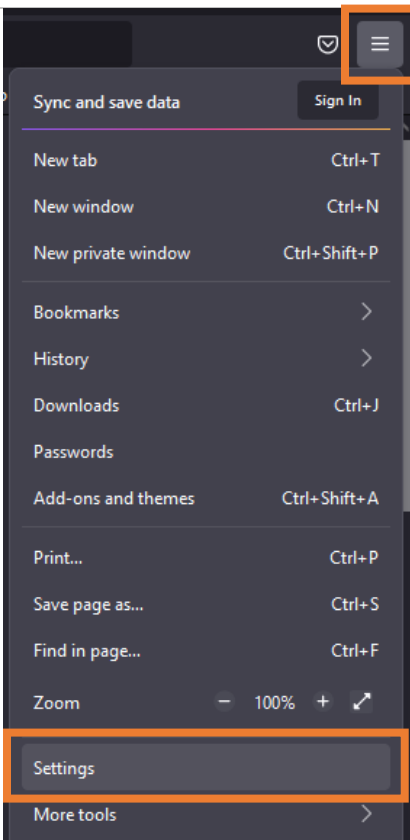 Sync and save data Sign In
New tab Ctrl+T
New window Ctrl+N
New private window Ctrl+Shift+P
Bookmarks
History
Downloads Ctrl+J
Passwords
Add-ons and themes Ctrl+Shift+A
Print... Ctrl+P
Save page as... Ctrl+S
Find in page... Ctrl+F
Zoom − 100% +
Settings
More tools